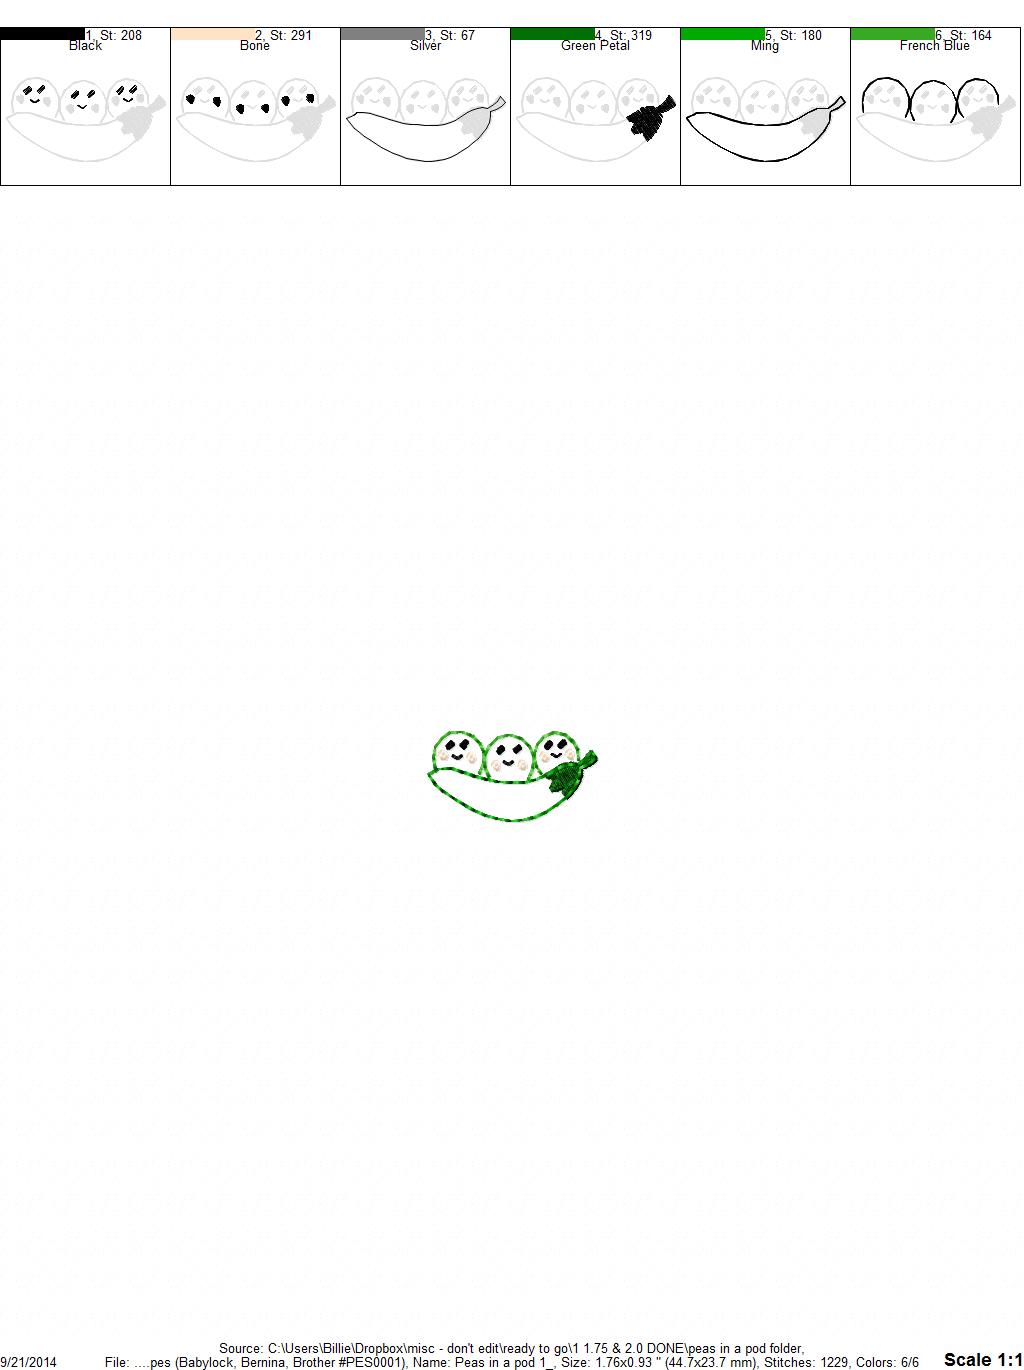 1, St: 208
Black
2, St: 291
Bone
3, St: 67
Silver
4, St: 319
Green Petal
5, St: 180
Ming
6, St: 164
French Blue
Source: C:\Users\Billie\Dropbox\misc - don't edit\ready to go\1 1.75 & 2.0 DONE\peas in a pod folder,
9/21/2014 File: ....pes (Babylock, Bernina, Brother #PES0001), Name: Peas in a pod 1_, Size: 1.76x0.93 " (44.7x23.7 mm), Stitches: 1229, Colors: 6/6 Scale 1:1